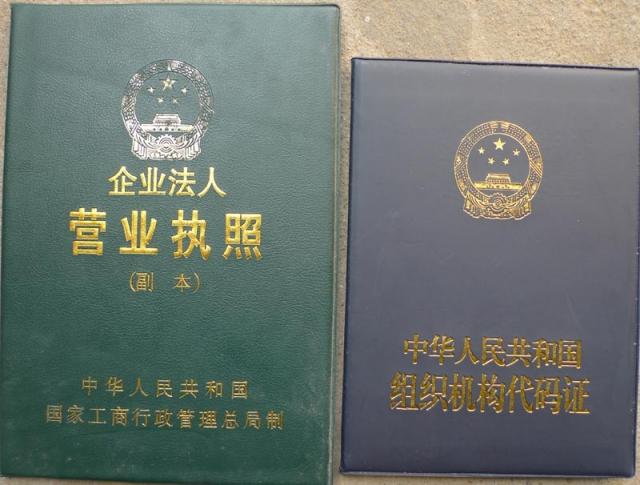 企业法人
营业执照
(副 本)
中华人民共和国
国家工商行政管理总局制
中华人民共和国
组织机构代码证